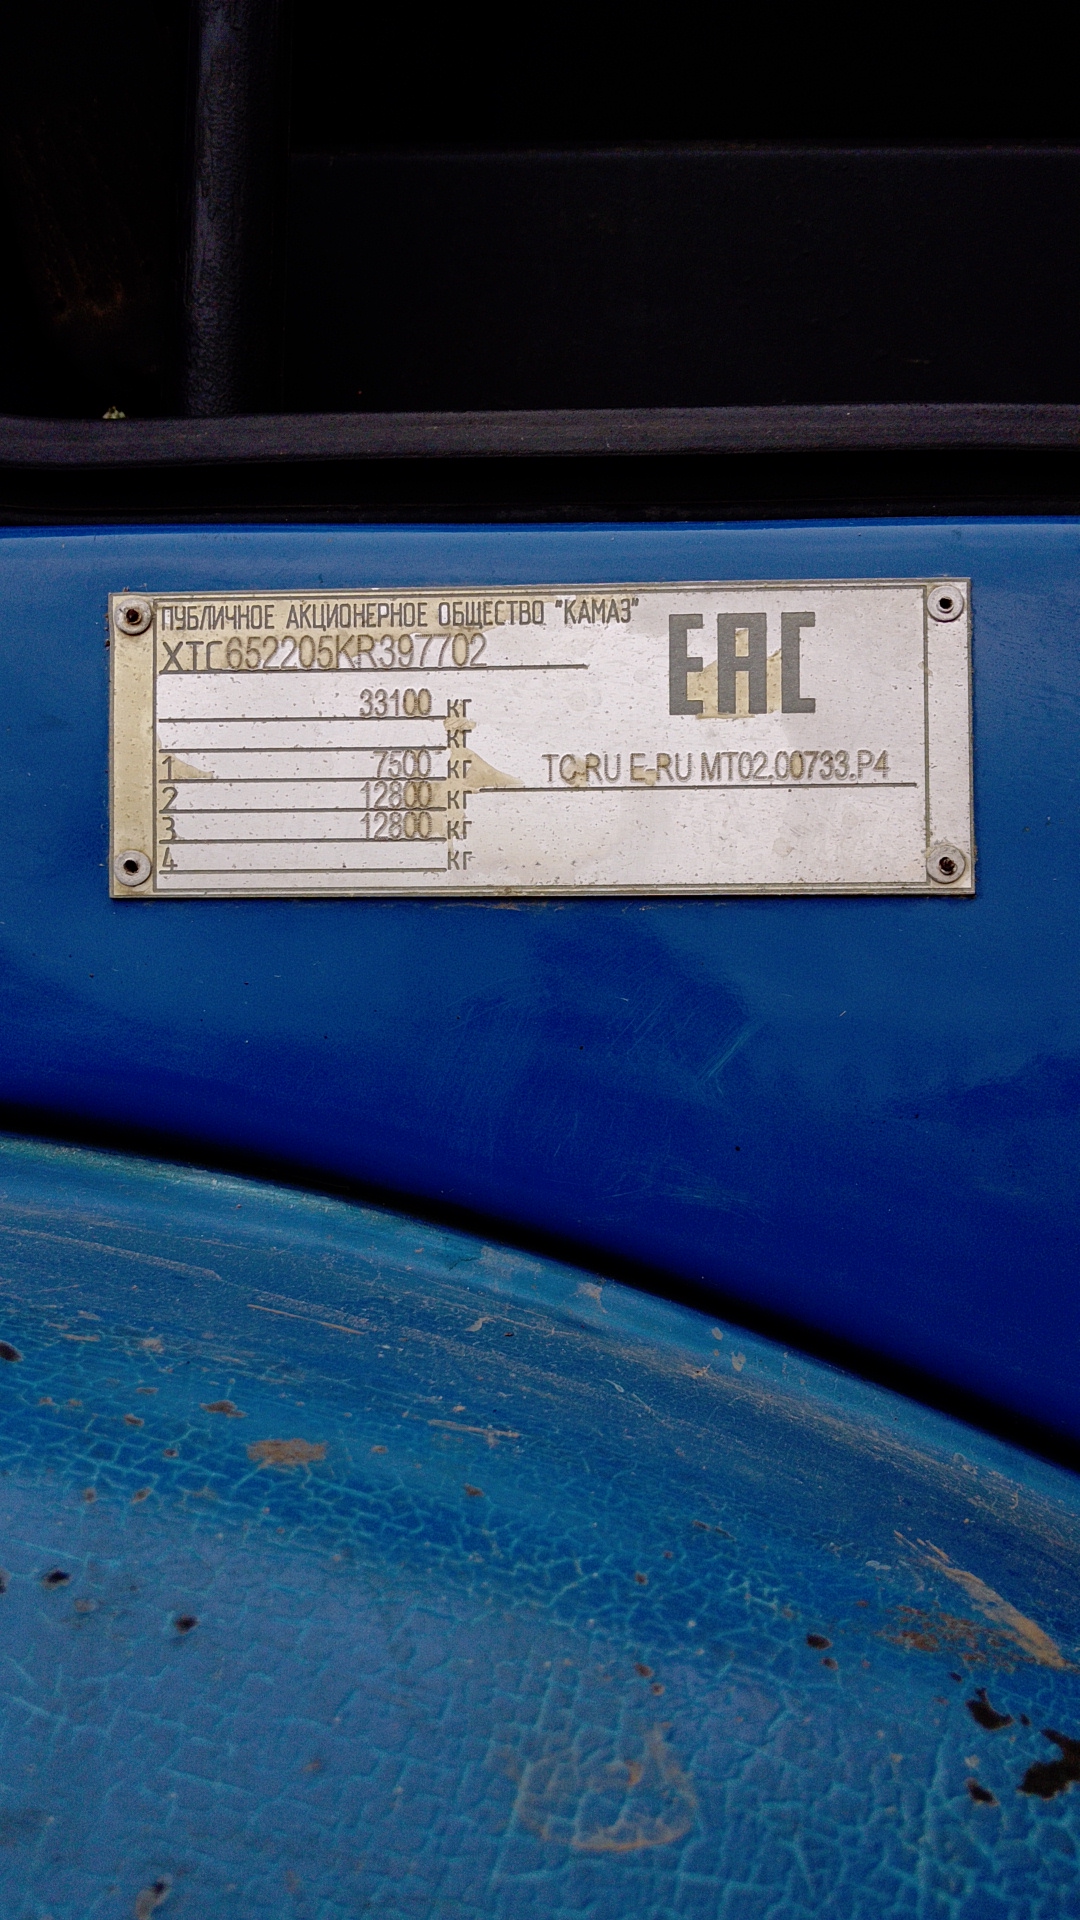 ПУБЛИЧНОЕ АКЦИОНЕРНОЕ ОБЩЕСТВО "КАМАЗ"
XTC652205KR397702
EAC
33100 кг
кг
1 7500 кг
TC RU E-RU MT02.00733.P4
2 12800 кг
3 12800 кг
4 кг